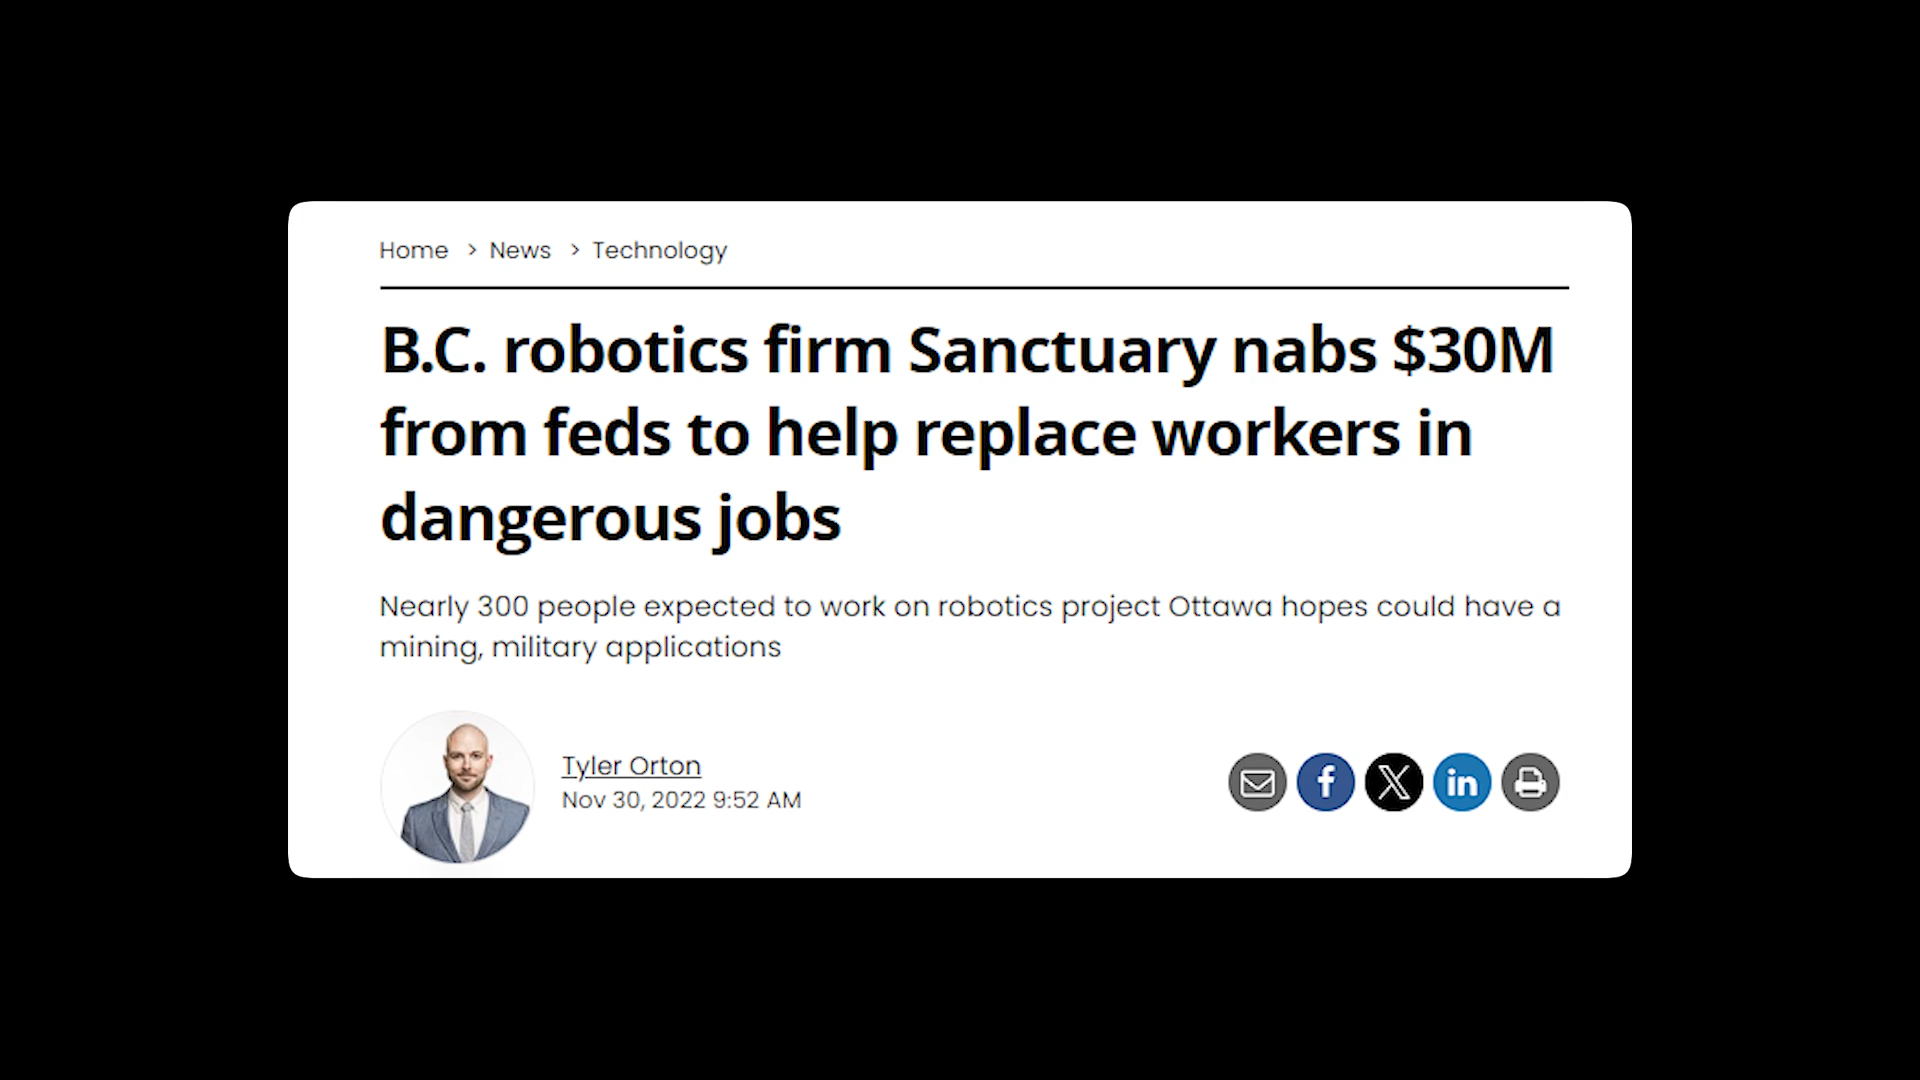 Home > News > Technology
B.C. robotics firm Sanctuary nabs $30M
from feds to help replace workers in
dangerous jobs
Nearly 300 people expected to work on robotics project Ottawa hopes could have a
mining, military applications
Tyler Orton
Nov 30, 2022 9:52 AM